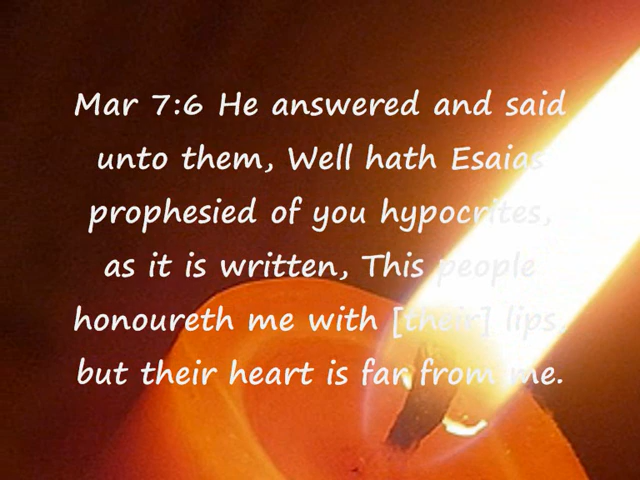 Mar 7:6 He answered and said
unto them, Well hath Esaias
prophesied of you hypocrites,
as it is written, This people
honoureth me with [their] lips,
but their heart is far from me.